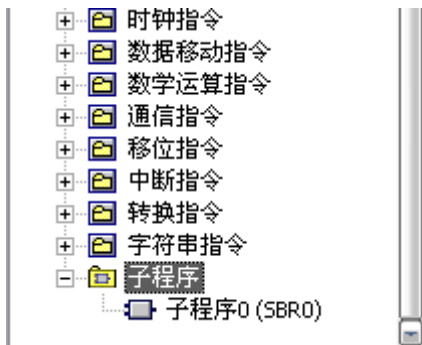 时钟指令
数据移动指令
数学运算指令
通信指令
移位指令
中断指令
转换指令
字符串指令
子程序
子程序0 (SBR0)